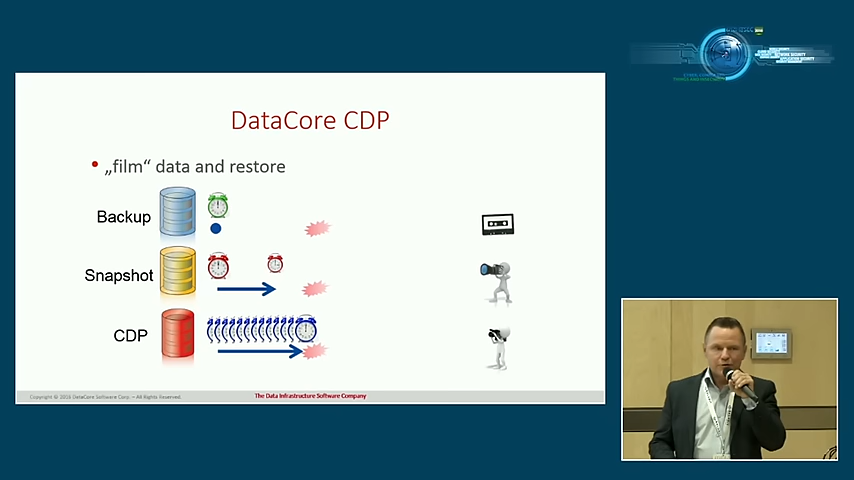 DataCore CDP
• „film“ data and restore
Backup
Snapshot
CDP
Copyright © 2016 DataCore Software Corp. – All Rights Reserved.
The Data Infrastructure Software Company